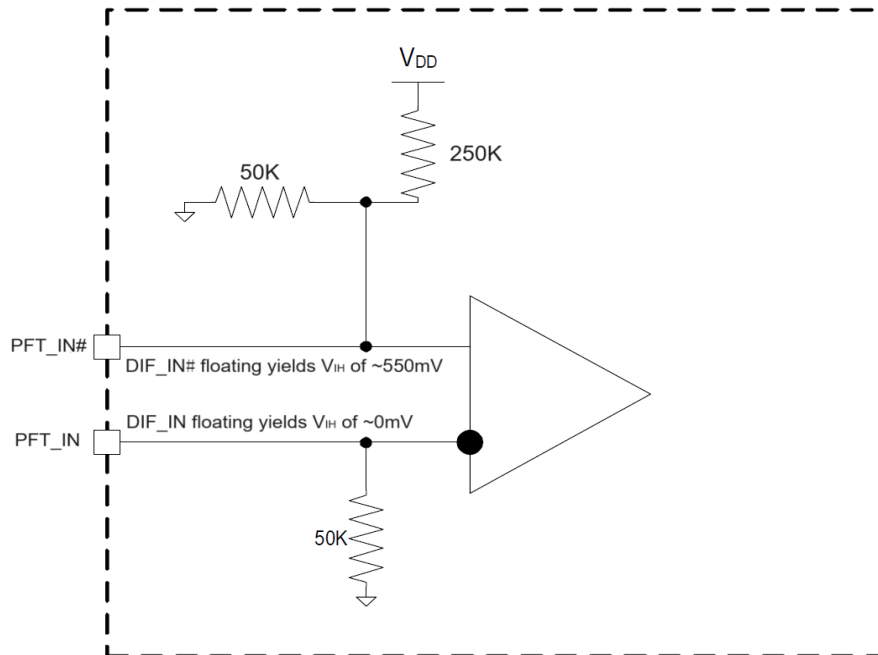 VDD
250K
50K
PFT_IN#
DIF_IN# floating yields VIH of ~550mV
DIF_IN floating yields VIH of ~0mV
PFT_IN
50K